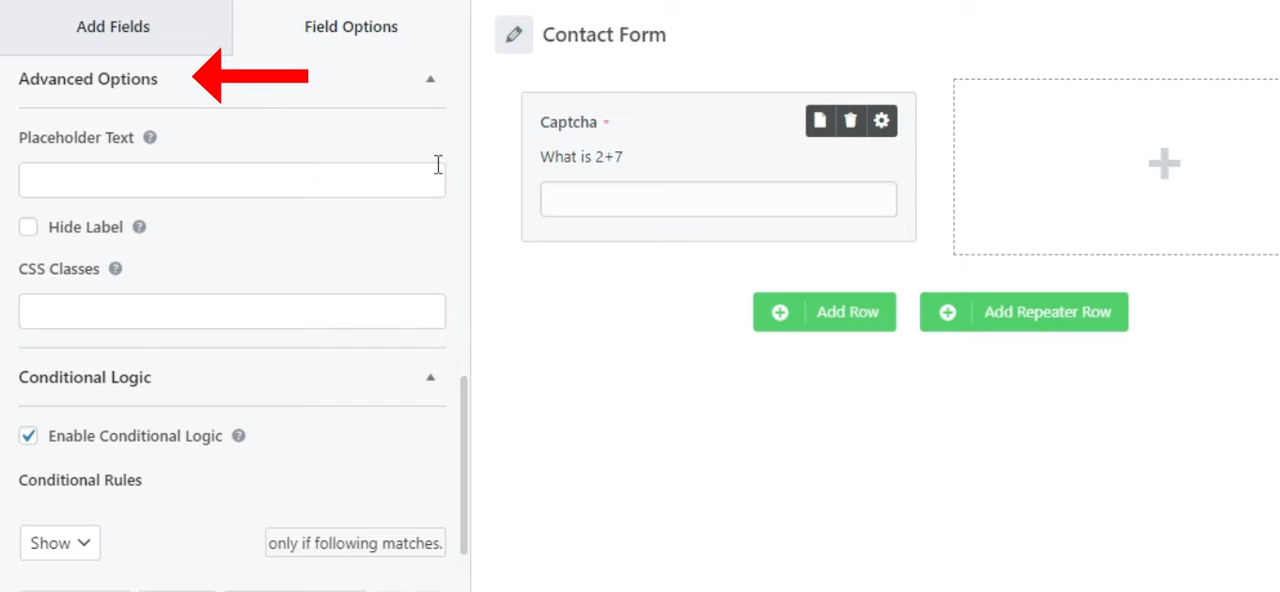 Add Fields
Field Options
Advanced Options
Placeholder Text
Hide Label
CSS Classes
Conditional Logic
Enable Conditional Logic
Conditional Rules
Show
only if following matches.
Contact Form
Captcha *
What is 2+7
Add Row
Add Repeater Row